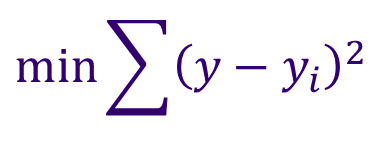 min ∑(y − yᵢ)²